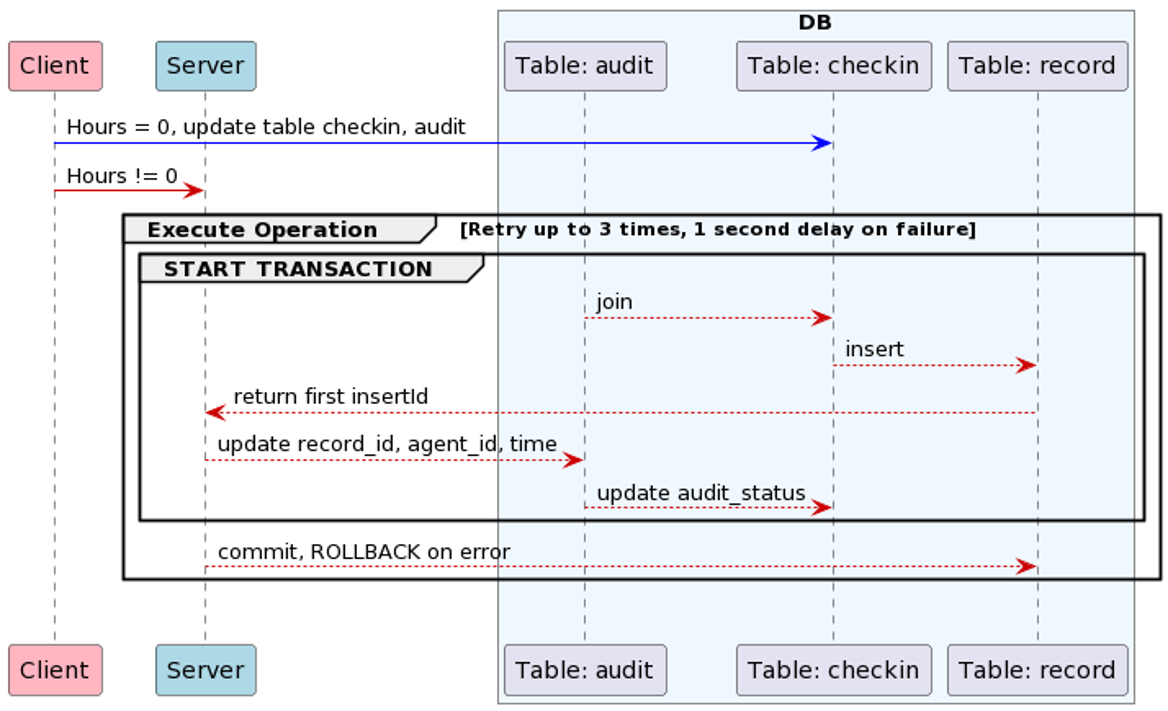 DB
Client
Server
Table: audit
Table: checkin
Table: record
Hours = 0, update table checkin, audit
Hours != 0
Execute Operation
[Retry up to 3 times, 1 second delay on failure]
START TRANSACTION
join
insert
return first insertId
update record_id, agent_id, time
update audit_status
commit, ROLLBACK on error
Client
Server
Table: audit
Table: checkin
Table: record